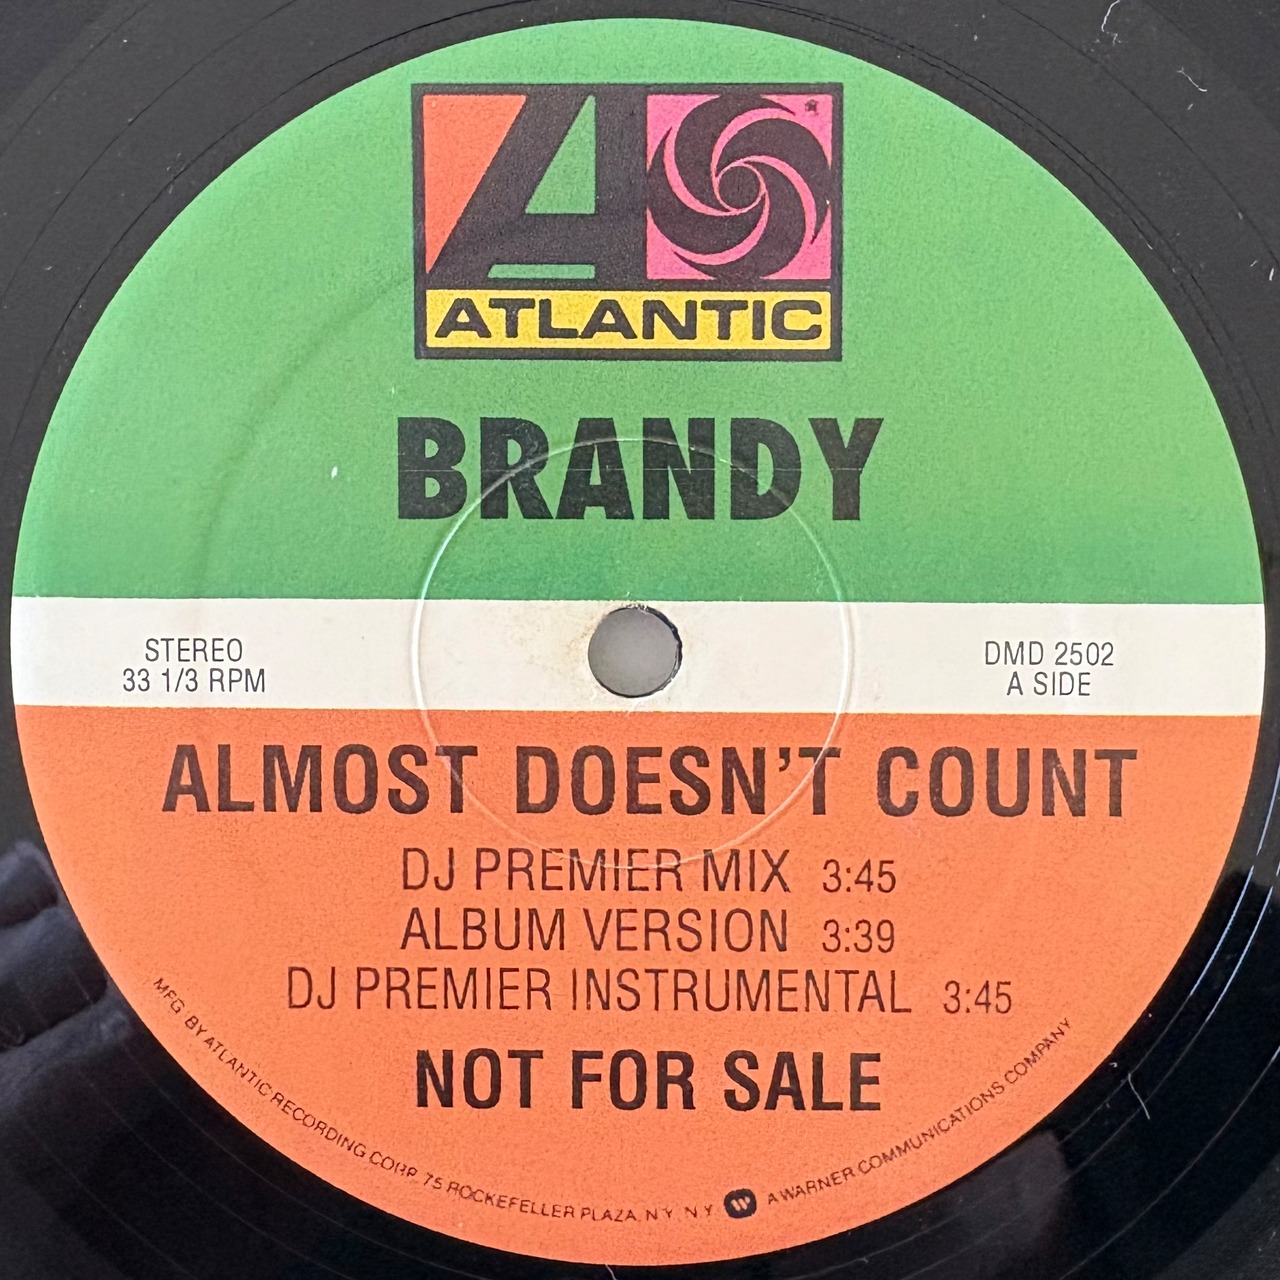 ATLANTIC
BRANDY
STEREO
33 1/3 RPM
DMD 2502
A SIDE
ALMOST DOESN'T COUNT
DJ PREMIER MIX 3:45
ALBUM VERSION 3:39
DJ PREMIER INSTRUMENTAL 3:45
NOT FOR SALE
MFG. BY ATLANTIC RECORDING CORP. 75 ROCKEFELLER PLAZA, N.Y. N.Y. A WARNER COMMUNICATIONS COMPANY